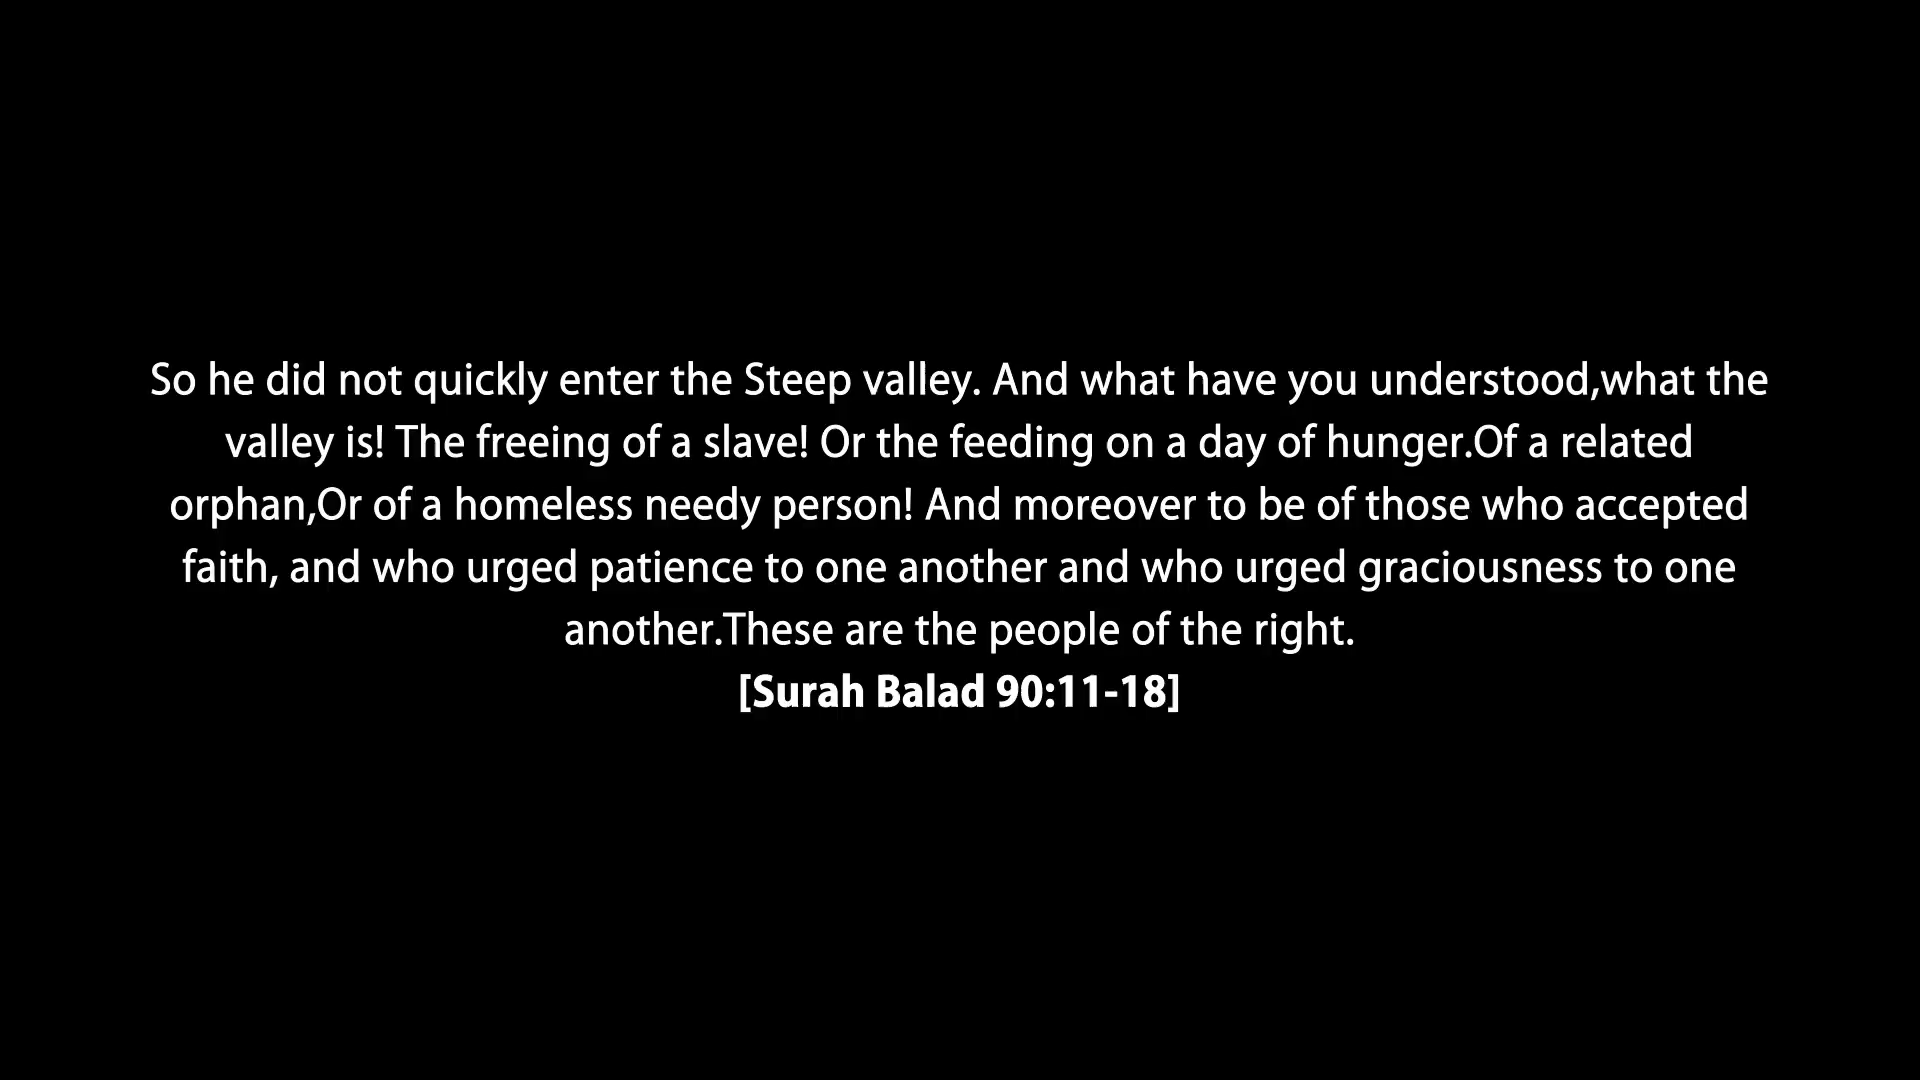 So he did not quickly enter the Steep valley. And what have you understood,what the
valley is! The freeing of a slave! Or the feeding on a day of hunger.Of a related
orphan,Or of a homeless needy person! And moreover to be of those who accepted
faith, and who urged patience to one another and who urged graciousness to one
another.These are the people of the right.
[Surah Balad 90:11-18]